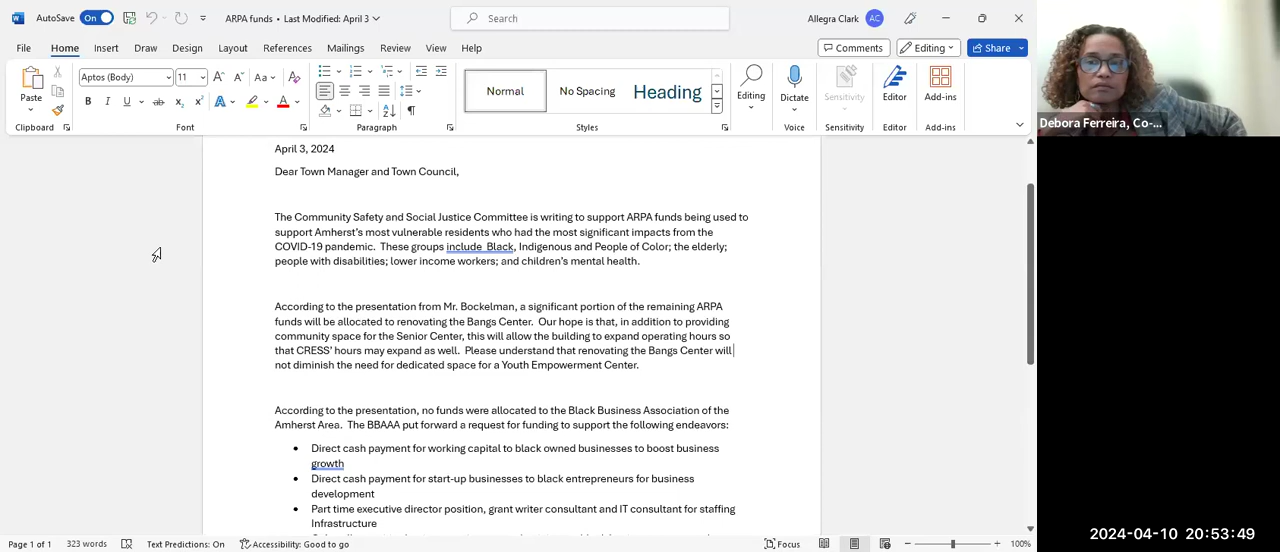 AutoSave On ARPA funds • Last Modified: April 3 Search Allegra Clark AC
File Home Insert Draw Design Layout References Mailings Review View Help Comments Editing Share
Aptos (Body) 11 A A Aa A
Paste B I U ab x₂ x² A A Normal No Spacing Heading Editing Dictate Sensitivity Editor Add-ins
Clipboard Font Paragraph Styles Voice Sensitivity Editor Add-ins
Debora Ferreira, Co-...
April 3, 2024
Dear Town Manager and Town Council,
The Community Safety and Social Justice Committee is writing to support ARPA funds being used to
support Amherst's most vulnerable residents who had the most significant impacts from the
COVID-19 pandemic. These groups include Black, Indigenous and People of Color; the elderly;
people with disabilities; lower income workers; and children's mental health.
According to the presentation from Mr. Bockelman, a significant portion of the remaining ARPA
funds will be allocated to renovating the Bangs Center. Our hope is that, in addition to providing
community space for the Senior Center, this will allow the building to expand operating hours so
that CRESS' hours may expand as well. Please understand that renovating the Bangs Center will
not diminish the need for dedicated space for a Youth Empowerment Center.
According to the presentation, no funds were allocated to the Black Business Association of the
Amherst Area. The BBAAA put forward a request for funding to support the following endeavors:
• Direct cash payment for working capital to black owned businesses to boost business
growth
• Direct cash payment for start-up businesses to black entrepreneurs for business
development
• Part time executive director position, grant writer consultant and IT consultant for staffing
Infrastructure
Page 1 of 1 323 words Text Predictions: On Accessibility: Good to go Focus 100%
2024-04-10 20:53:49